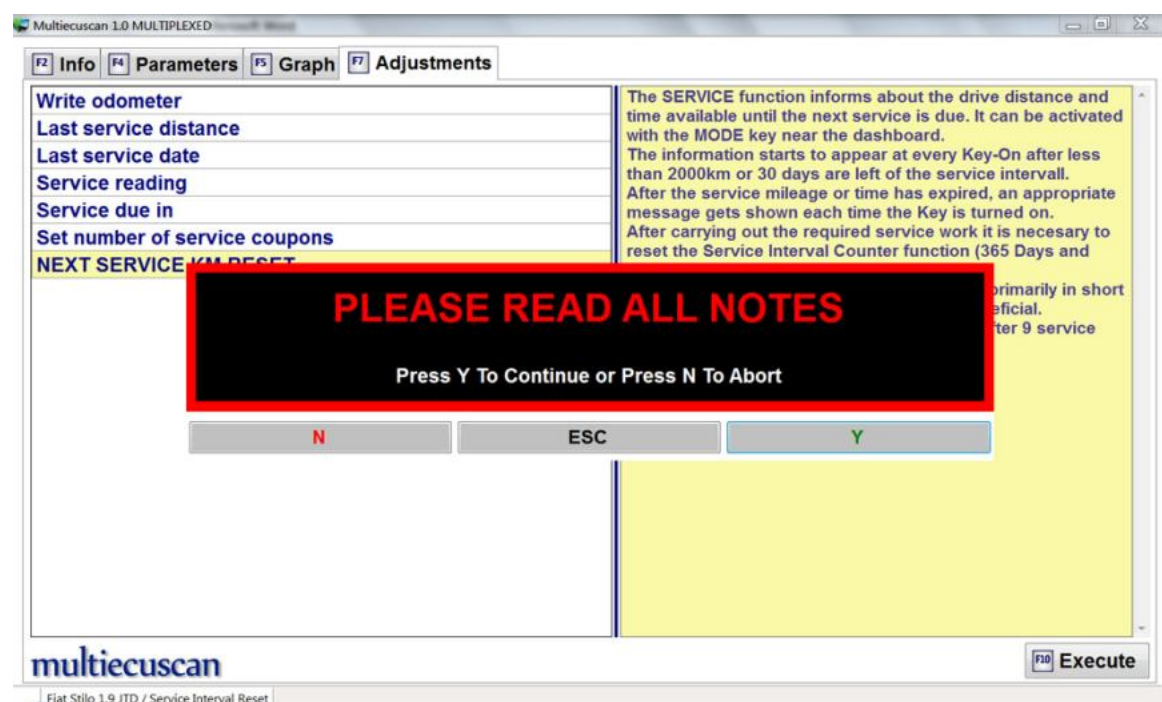 Multiecuscan 1.0 MULTIPLEXED
F2 Info F4 Parameters F5 Graph F7 Adjustments
Write odometer
Last service distance
Last service date
Service reading
Service due in
Set number of service coupons
NEXT SERVICE KM RESET
The SERVICE function informs about the drive distance and
time available until the next service is due. It can be activated
with the MODE key near the dashboard.
The information starts to appear at every Key-On after less
than 2000km or 30 days are left of the service intervall.
After the service mileage or time has expired, an appropriate
message gets shown each time the Key is turned on.
After carrying out the required service work it is necesary to
reset the Service Interval Counter function (365 Days and
primarily in short
9 service
PLEASE READ ALL NOTES
Press Y To Continue or Press N To Abort
N ESC Y
multiecuscan
F10 Execute
Fiat Stilo 1.9 JTD / Service Interval Reset